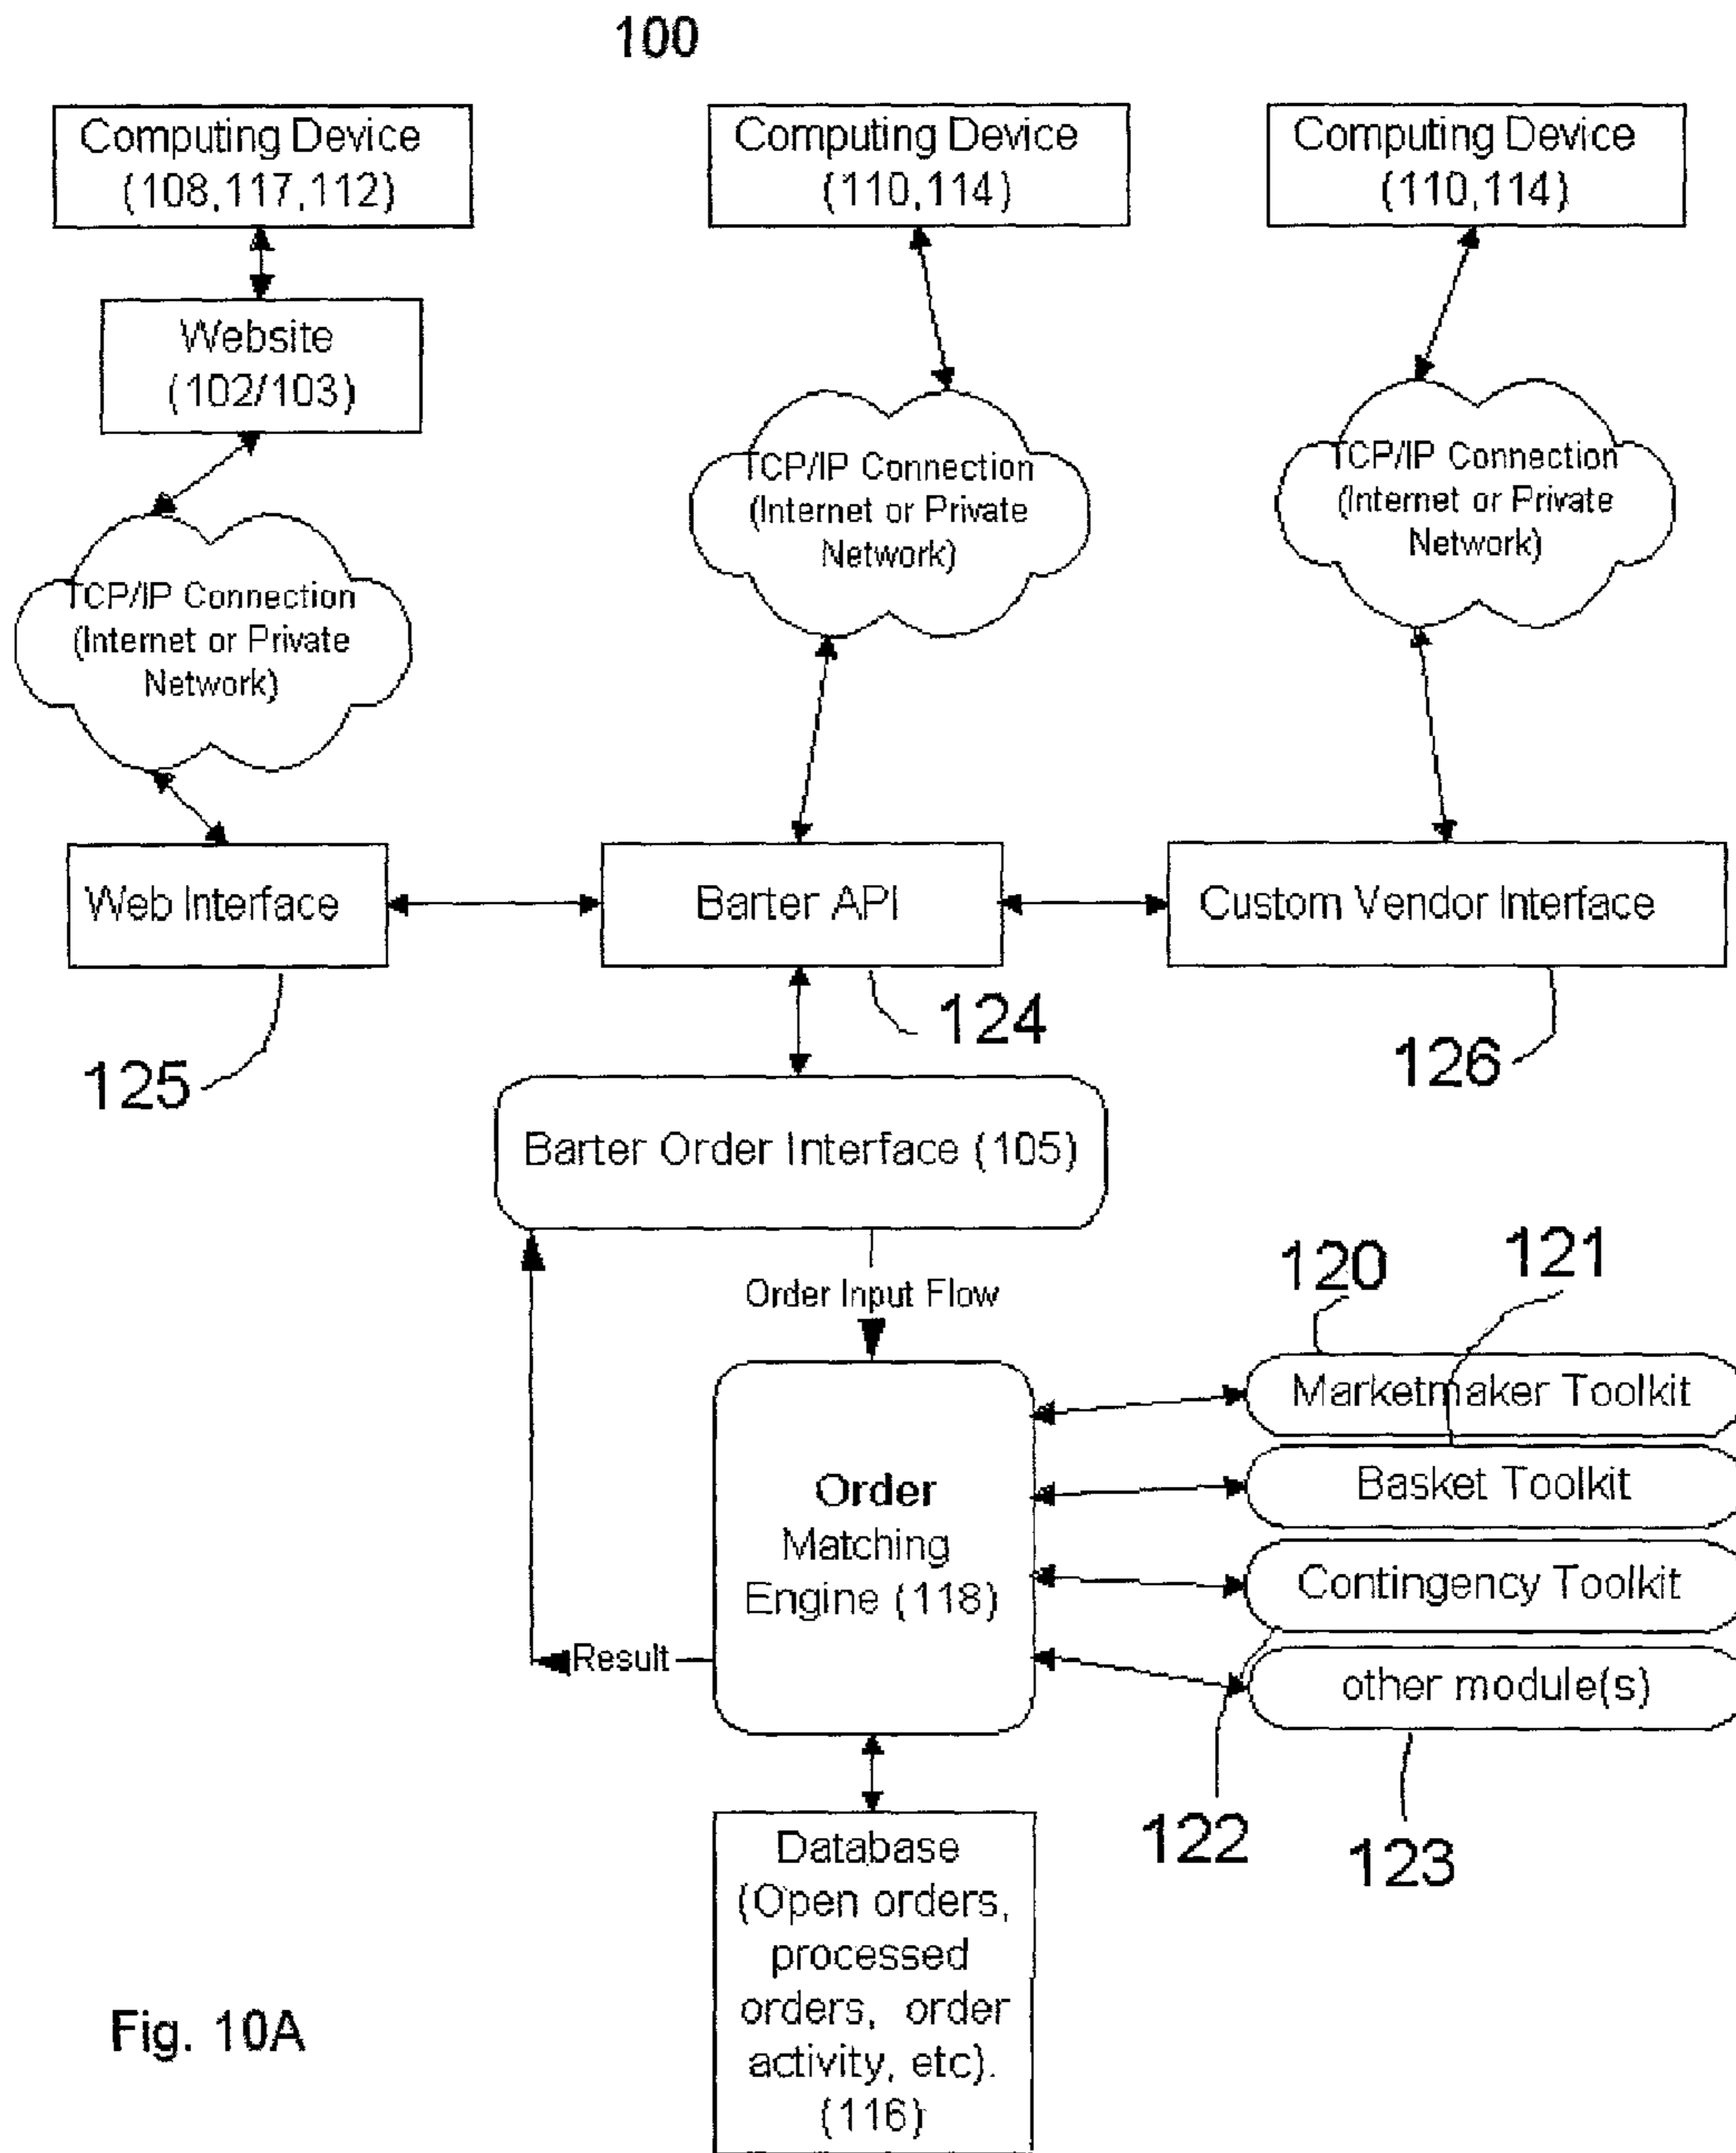 100
Computing Device
(108,117,112)
Computing Device
(110,114)
Computing Device
(110,114)
Website
(102/103)
TCP/IP Connection
(Internet or Private
Network)
TCP/IP Connection
(Internet or Private
Network)
TCP/IP Connection
(Internet or Private
Network)
Web Interface
Barter API
Custom Vendor Interface
125
124
126
Barter Order Interface (105)
Order Input Flow
120
121
Marketmaker Toolkit
Basket Toolkit
Contingency Toolkit
other module(s)
Order
Matching
Engine (118)
Result
122
123
Database
(Open orders,
processed
orders, order
activity, etc).
(116)
Fig. 10A